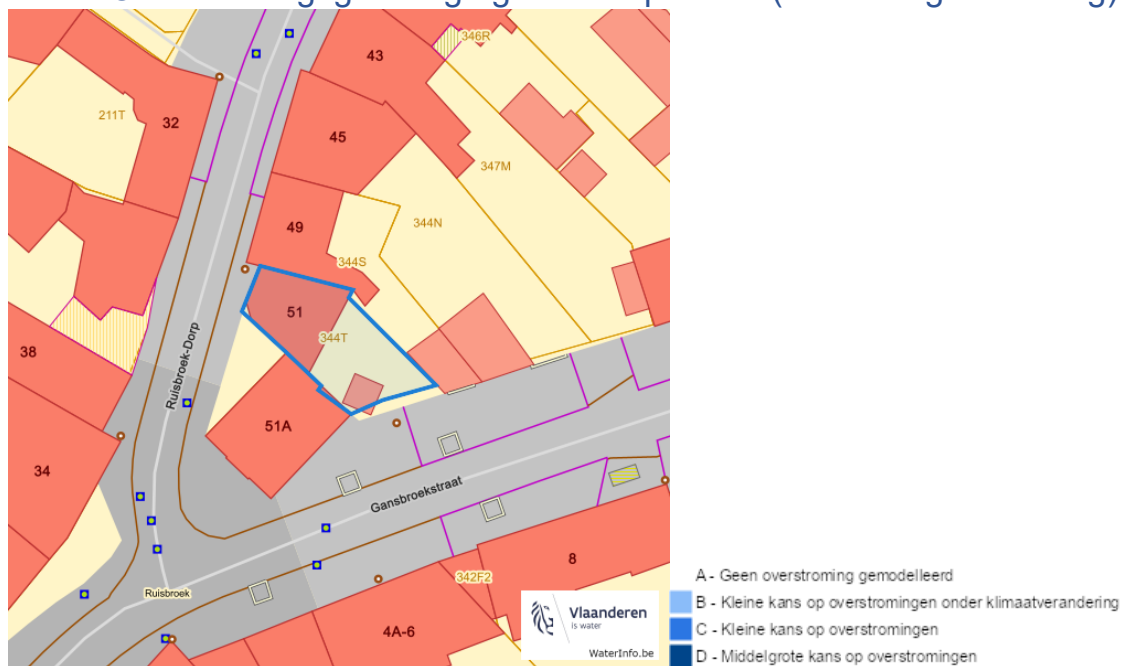 346R
43
211T
32
45
347M
344N
49
344S
51
344T
Ruisbroek-Dorp
38
51A
34
Gansbroekstraat
8
342F2
Ruisbroek
4A-6
Vlaanderen
is water
WaterInfo.be
A - Geen overstroming gemodelleerd
B - Kleine kans op overstromingen onder klimaatverandering
C - Kleine kans op overstromingen
D - Middelgrote kans op overstromingen